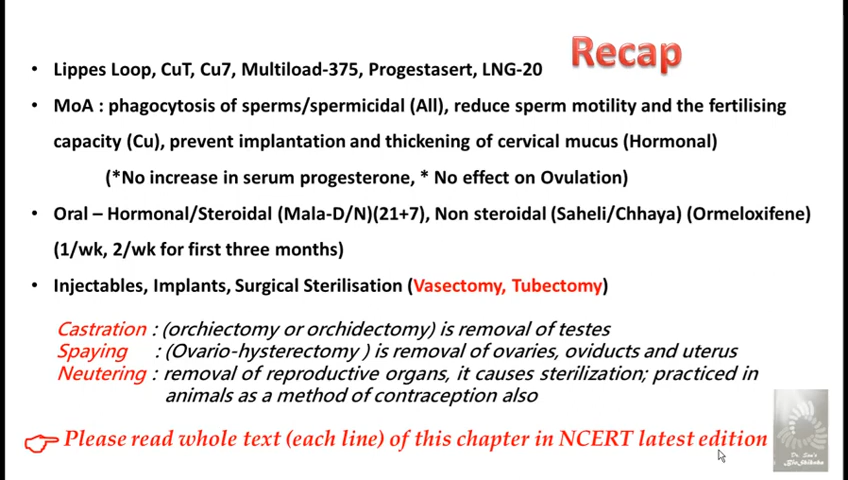 Recap
• Lippes Loop, CuT, Cu7, Multiload-375, Progestasert, LNG-20
• MoA : phagocytosis of sperms/spermicidal (All), reduce sperm motility and the fertilising
capacity (Cu), prevent implantation and thickening of cervical mucus (Hormonal)
(*No increase in serum progesterone, * No effect on Ovulation)
• Oral – Hormonal/Steroidal (Mala-D/N)(21+7), Non steroidal (Saheli/Chhaya) (Ormeloxifene)
(1/wk, 2/wk for first three months)
• Injectables, Implants, Surgical Sterilisation (Vasectomy, Tubectomy)
Castration : (orchiectomy or orchidectomy) is removal of testes
Spaying : (Ovario-hysterectomy ) is removal of ovaries, oviducts and uterus
Neutering : removal of reproductive organs, it causes sterilization; practiced in
animals as a method of contraception also
Please read whole text (each line) of this chapter in NCERT latest edition